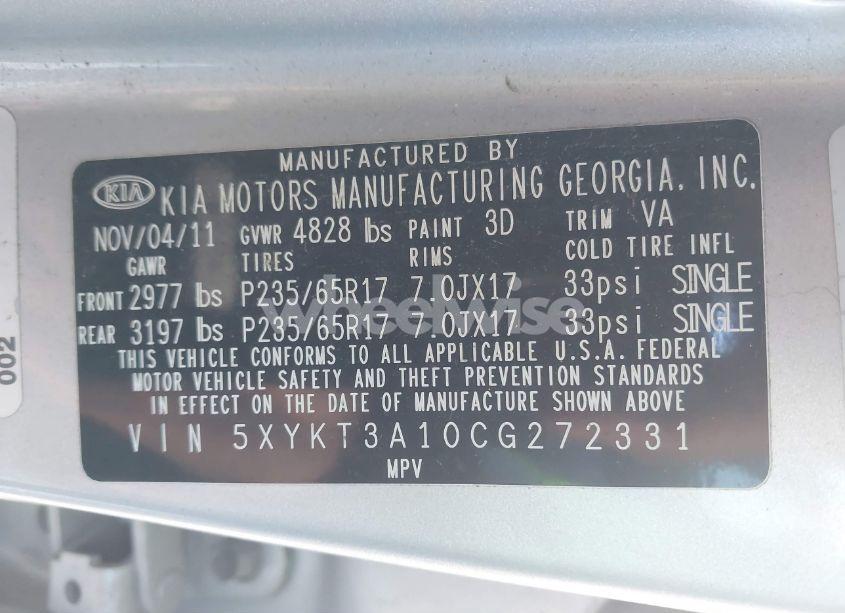 MANUFACTURED BY
KIA KIA MOTORS MANUFACTURING GEORGIA, INC.
NOV/04/11 GVWR 4828 lbs PAINT 3D TRIM VA
GAWR TIRES RIMS COLD TIRE INFL
FRONT 2977 lbs P235/65R17 7.0JX17 33psi SINGLE
wheelwise
REAR 3197 lbs P235/65R17 7.0JX17 33psi SINGLE
THIS VEHICLE CONFORMS TO ALL APPLICABLE U.S.A. FEDERAL
MOTOR VEHICLE SAFETY AND THEFT PREVENTION STANDARDS
IN EFFECT ON THE DATE OF MANUFACTURE SHOWN ABOVE
VIN 5XYKT3A10CG272331
MPV
002